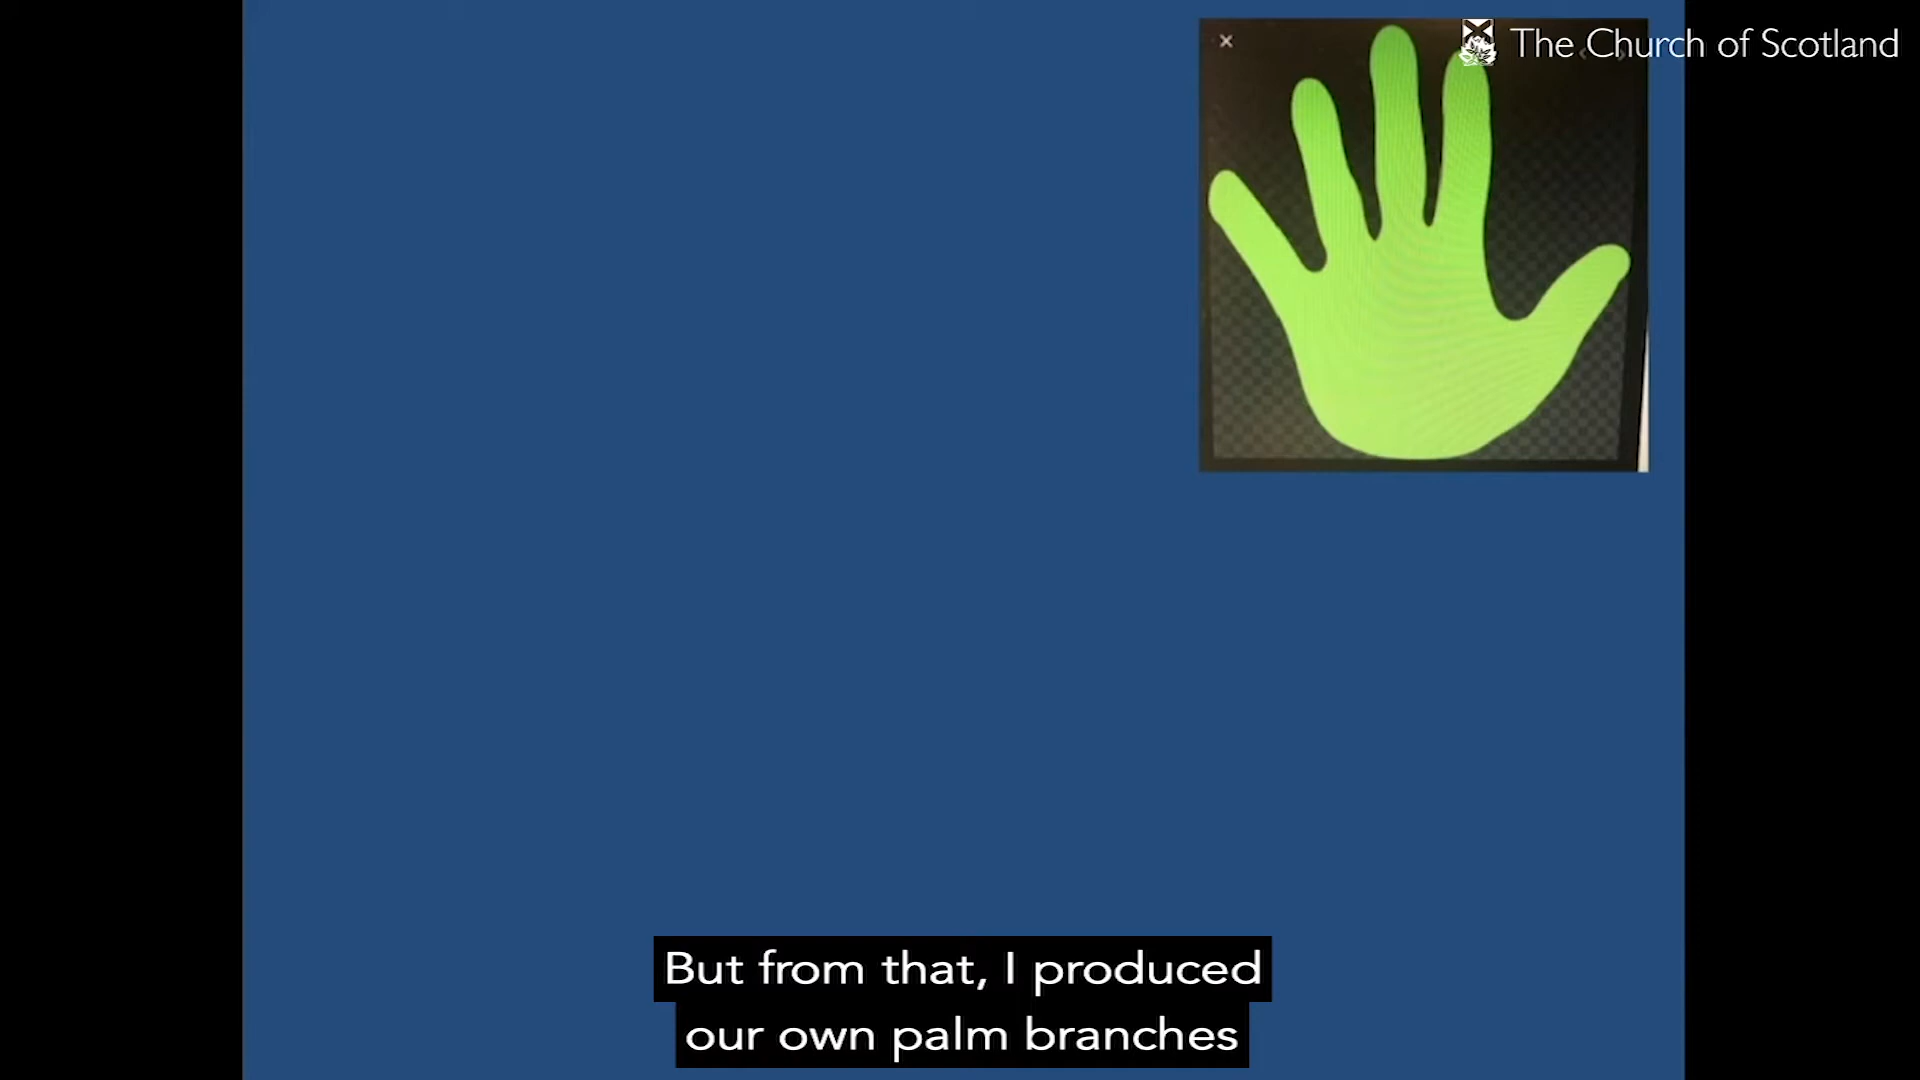 The Church of Scotland
But from that, I produced
our own palm branches